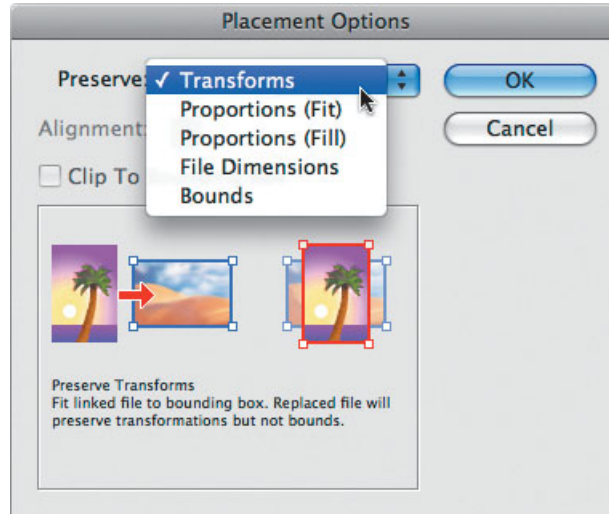 Placement Options
Preserve: ✓ Transforms
OK
Proportions (Fit)
Alignment:
Cancel
Proportions (Fill)
File Dimensions
Clip To
Bounds
Preserve Transforms
Fit linked file to bounding box. Replaced file will
preserve transformations but not bounds.